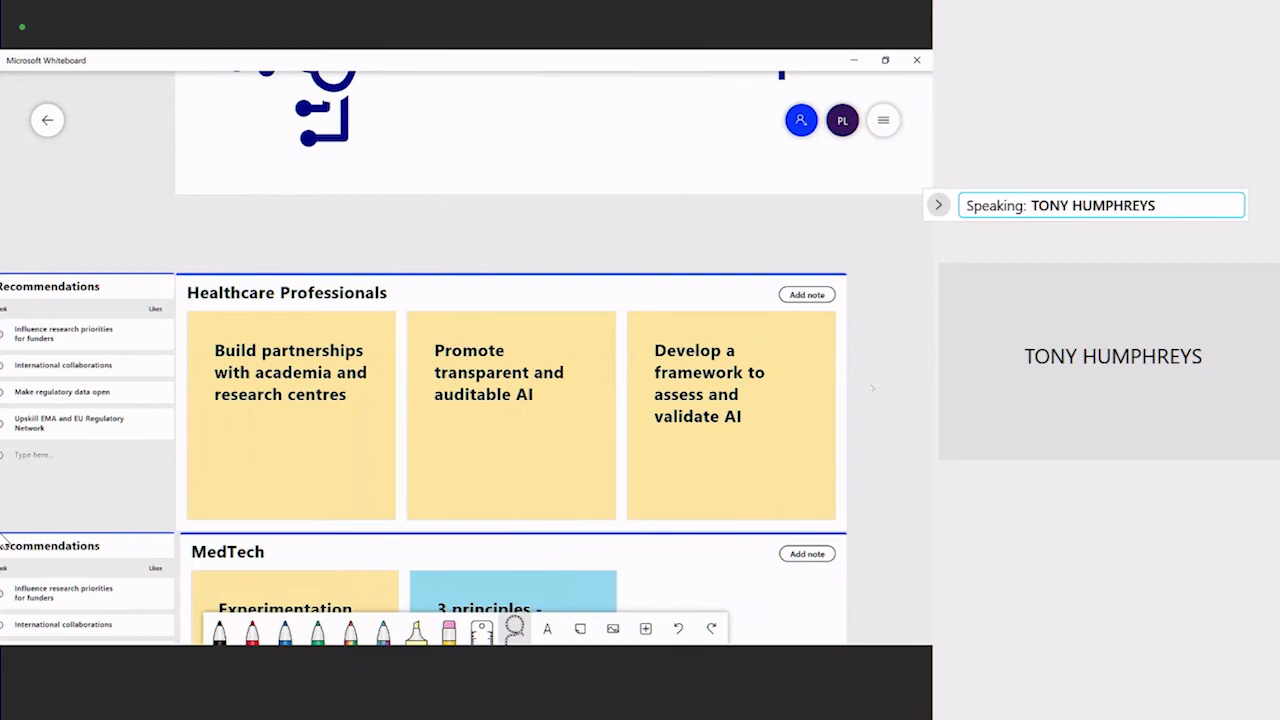 Microsoft Whiteboard
PL
Speaking: TONY HUMPHREYS
TONY HUMPHREYS
Recommendations
Likes
Influence research priorities
for funders
International collaborations
Make regulatory data open
Upskill EMA and EU Regulatory
Network
Type here...
Healthcare Professionals
Add note
Build partnerships
with academia and
research centres
Promote
transparent and
auditable AI
Develop a
framework to
assess and
validate AI
Recommendations
Likes
Influence research priorities
for funders
International collaborations
MedTech
Add note
Experimentation
3 principles -
A